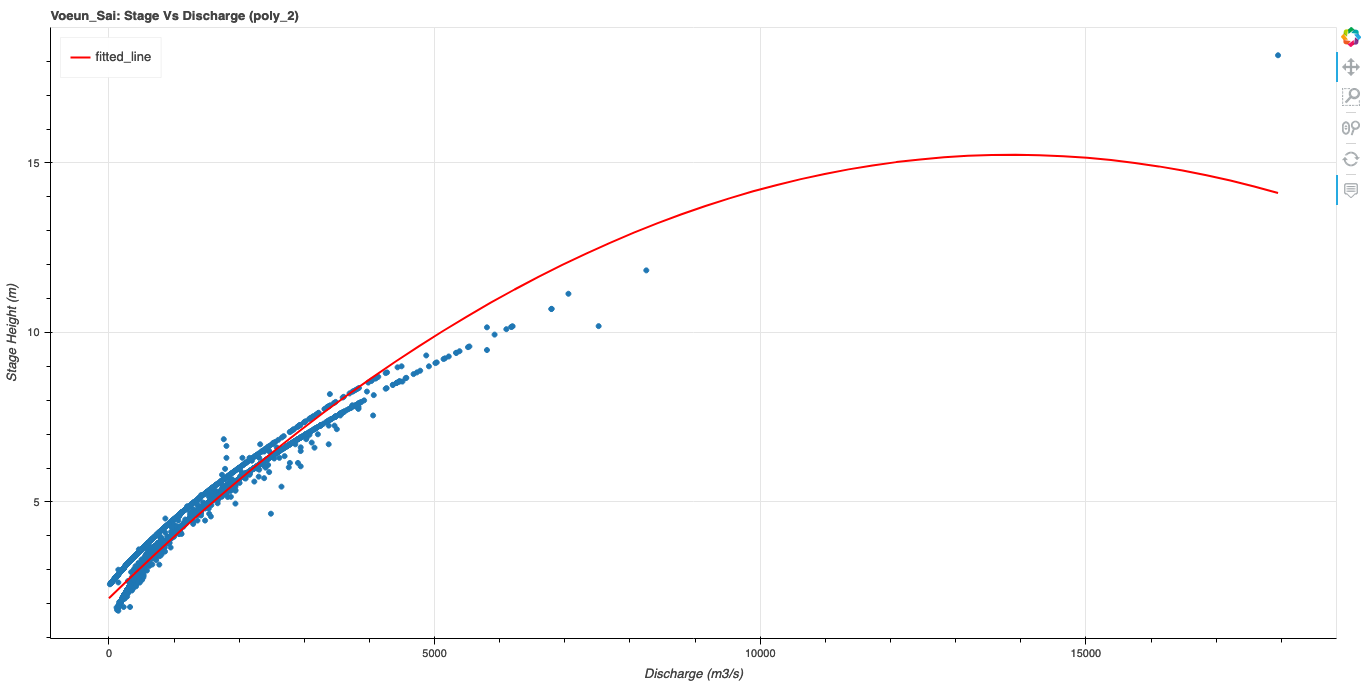 Voeun_Sai: Stage Vs Discharge (poly_2)
fitted_line
15
10
5
Stage Height (m)
0
5000
10000
15000
Discharge (m3/s)